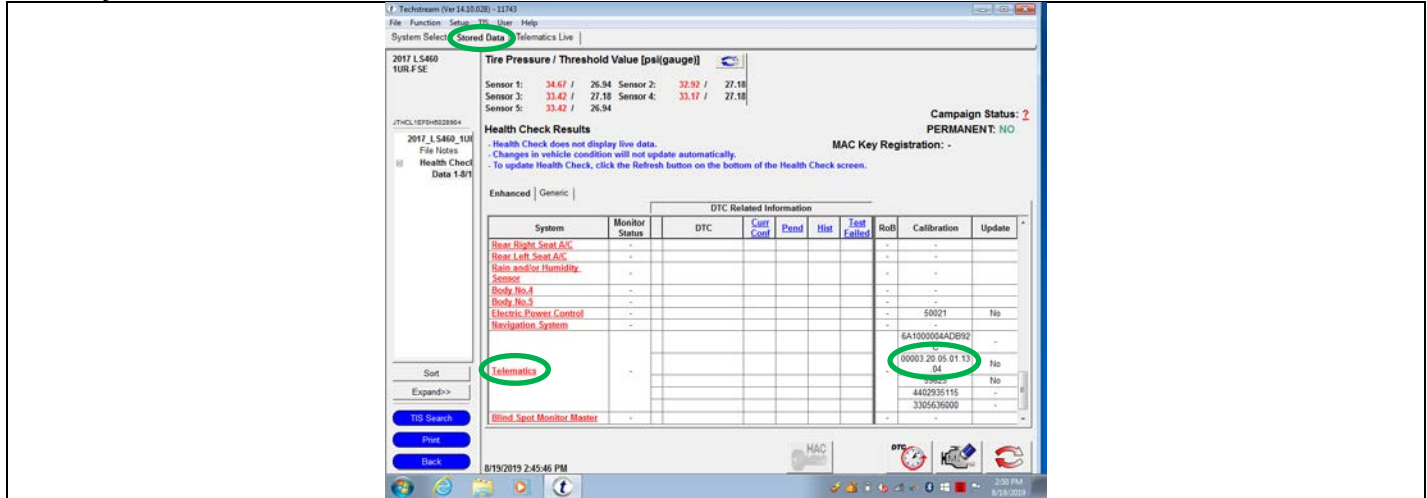 Techstream (Ver 14.10.028) - 11743
File Function Setup TIS User Help
System Select Stored Data Telematics Live
2017 LS460
1UR-FSE
Tire Pressure / Threshold Value [psi(gauge)]
Sensor 1: 34.67 / 26.94 Sensor 2: 32.92 / 27.18
Sensor 3: 33.42 / 27.18 Sensor 4: 33.17 / 27.18
Sensor 5: 33.42 / 26.94
Campaign Status: ?
PERMANENT: NO
MAC Key Registration: -
2017_LS460_1UI
File Notes
Health Checl
Data 1-8/1
Health Check Results
- Health Check does not display live data.
- Changes in vehicle condition will not update automatically.
- To update Health Check, click the Refresh button on the bottom of the Health Check screen.
Enhanced Generic
DTC Related Information
System Monitor Status DTC Curr Conf Pend Hist Test Failed RoB Calibration Update
Rear Right Seat A/C - - -
Rear Left Seat A/C - - -
Rain and/or Humidity
Sensor - - -
Body No.4 - - -
Body No.5 - - -
Electric Power Control - - 50021 No
Navigation System - - -
6A1000004ADB92
C -
Telematics - - 00003.20.05.01.13
.04 No
No
4402935115 -
3305636000 -
Blind Spot Monitor Master - - - -
Sort
Expand>>
TIS Search
Print
Back
MAC
DTC
8/19/2019 2:45:46 PM
2:50 PM
8/19/2019